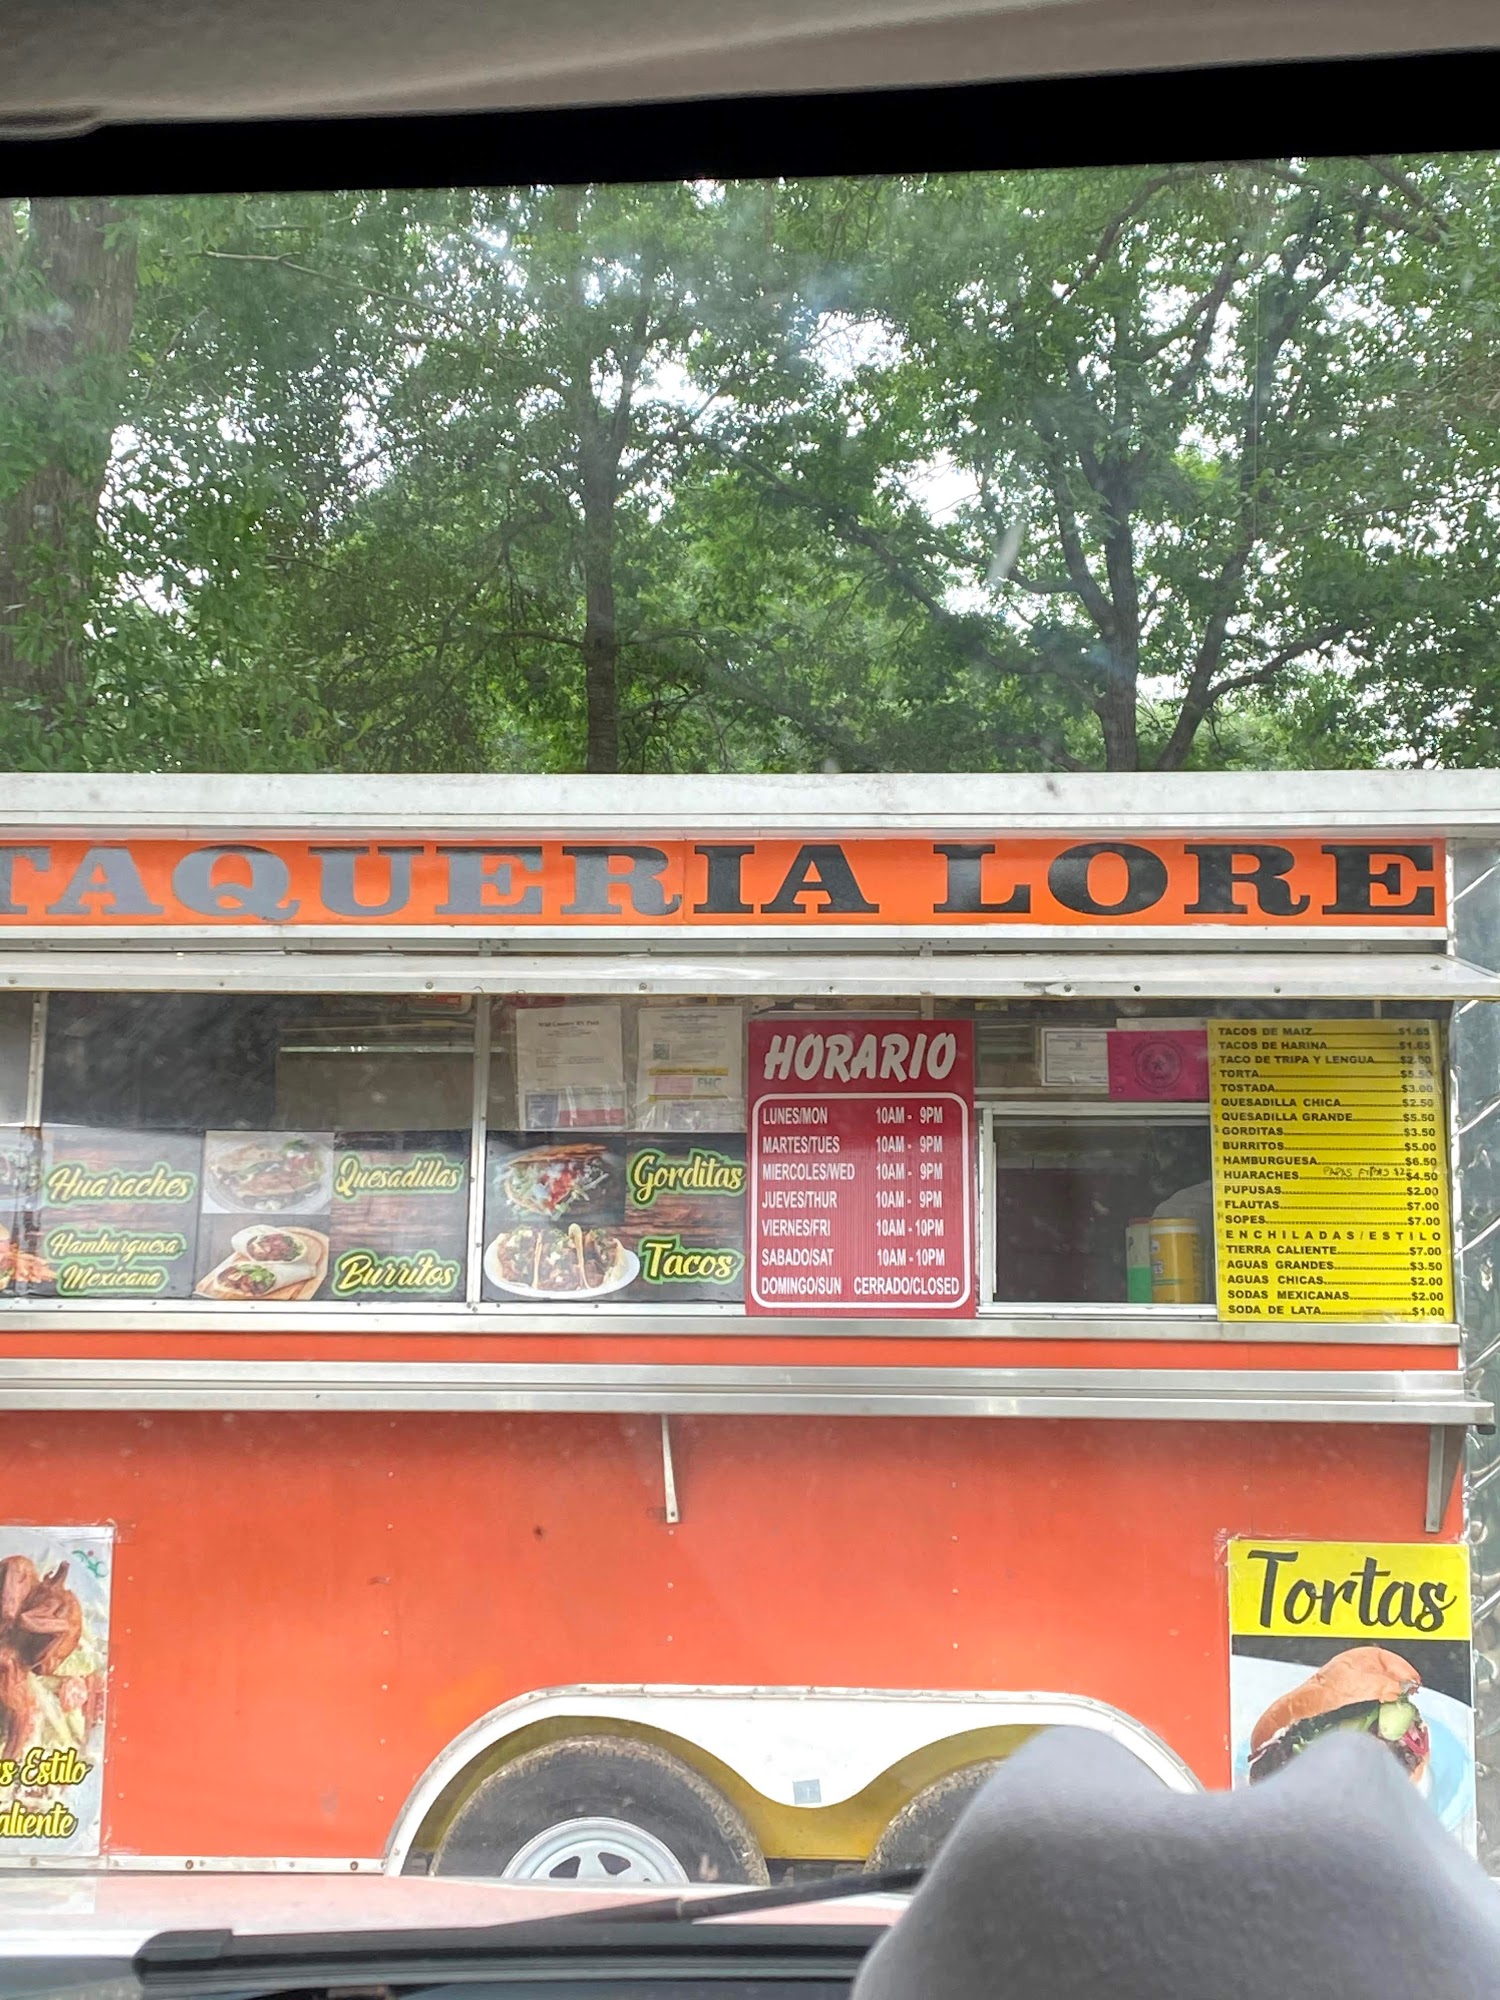 TAQUERIA LORE
Huaraches
Hamburguesa
Mexicana
Quesadillas
Burritos
Gorditas
Tacos
HORARIO
LUNES/MON 10AM - 9PM
MARTES/TUES 10AM - 9PM
MIERCOLES/WED 10AM - 9PM
JUEVES/THUR 10AM - 9PM
VIERNES/FRI 10AM - 10PM
SABADO/SAT 10AM - 10PM
DOMINGO/SUN CERRADO/CLOSED
TACOS DE MAIZ $1.65
TACOS DE HARINA $1.65
TACO DE TRIPA Y LENGUA
TORTA $5.50
TOSTADA $3.00
QUESADILLA CHICA $2.50
QUESADILLA GRANDE $5.50
GORDITAS $3.50
BURRITOS $5.00
HAMBURGUESA $6.50
HUARACHES $4.50
PUPUSAS $2.00
FLAUTAS $7.00
SOPES $7.00
ENCHILADAS/ESTILO
TIERRA CALIENTE $7.00
AGUAS GRANDES $3.50
AGUAS CHICAS $2.00
SODAS MEXICANAS $2.00
SODA DE LATA $1.00
s Estilo
aliente
Tortas